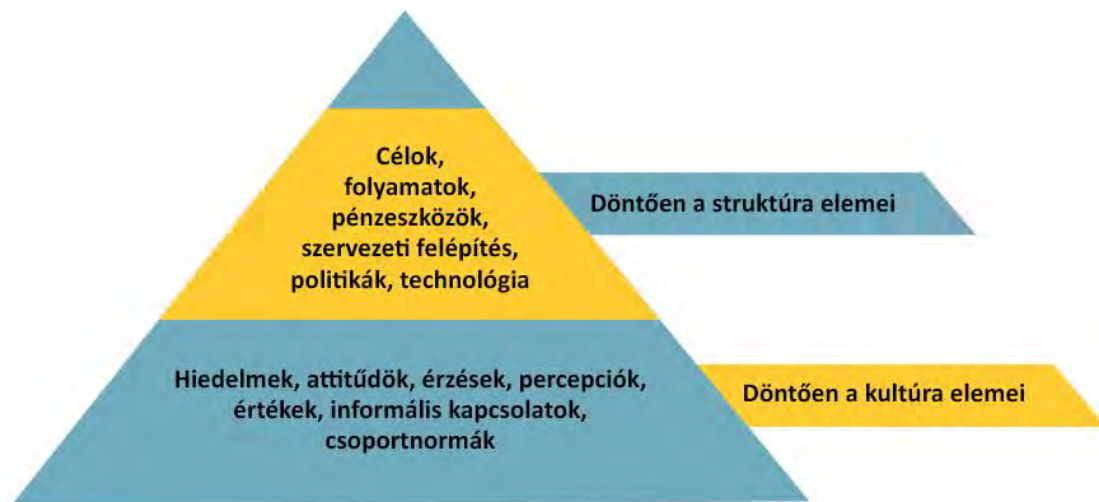 Célok,
folyamatok,
pénzeszközök,
szervezeti felépítés,
politikák, technológia
Döntően a struktúra elemei
Hiedelmek, attitűdök, érzések, percepciók,
értékek, informális kapcsolatok,
csoportnormák
Döntően a kultúra elemei